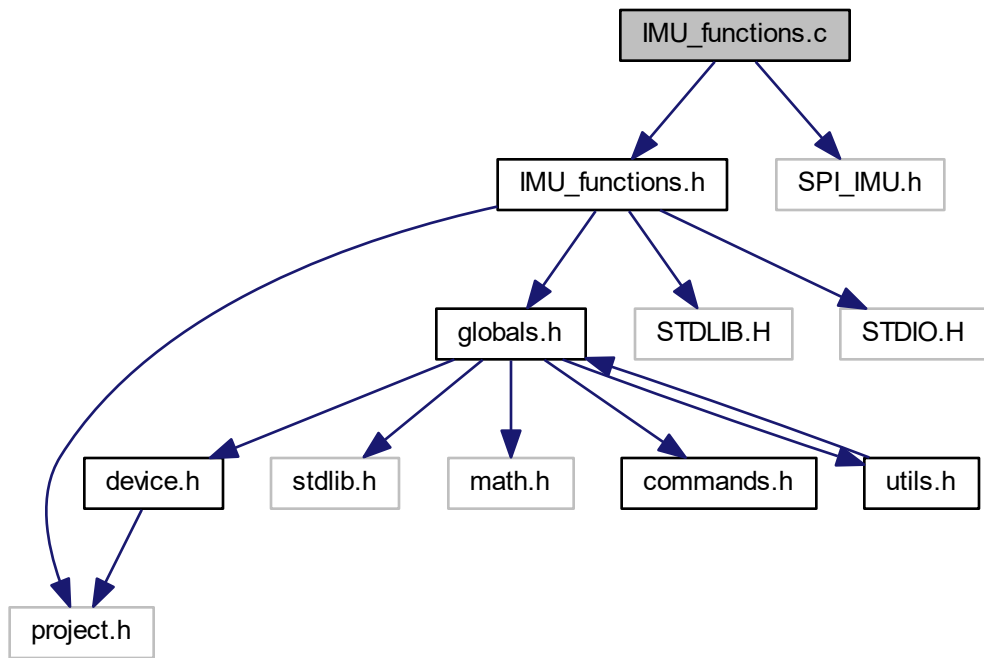 IMU_functions.c
IMU_functions.h
SPI_IMU.h
globals.h
STDLIB.H
STDIO.H
device.h
stdlib.h
math.h
commands.h
utils.h
project.h